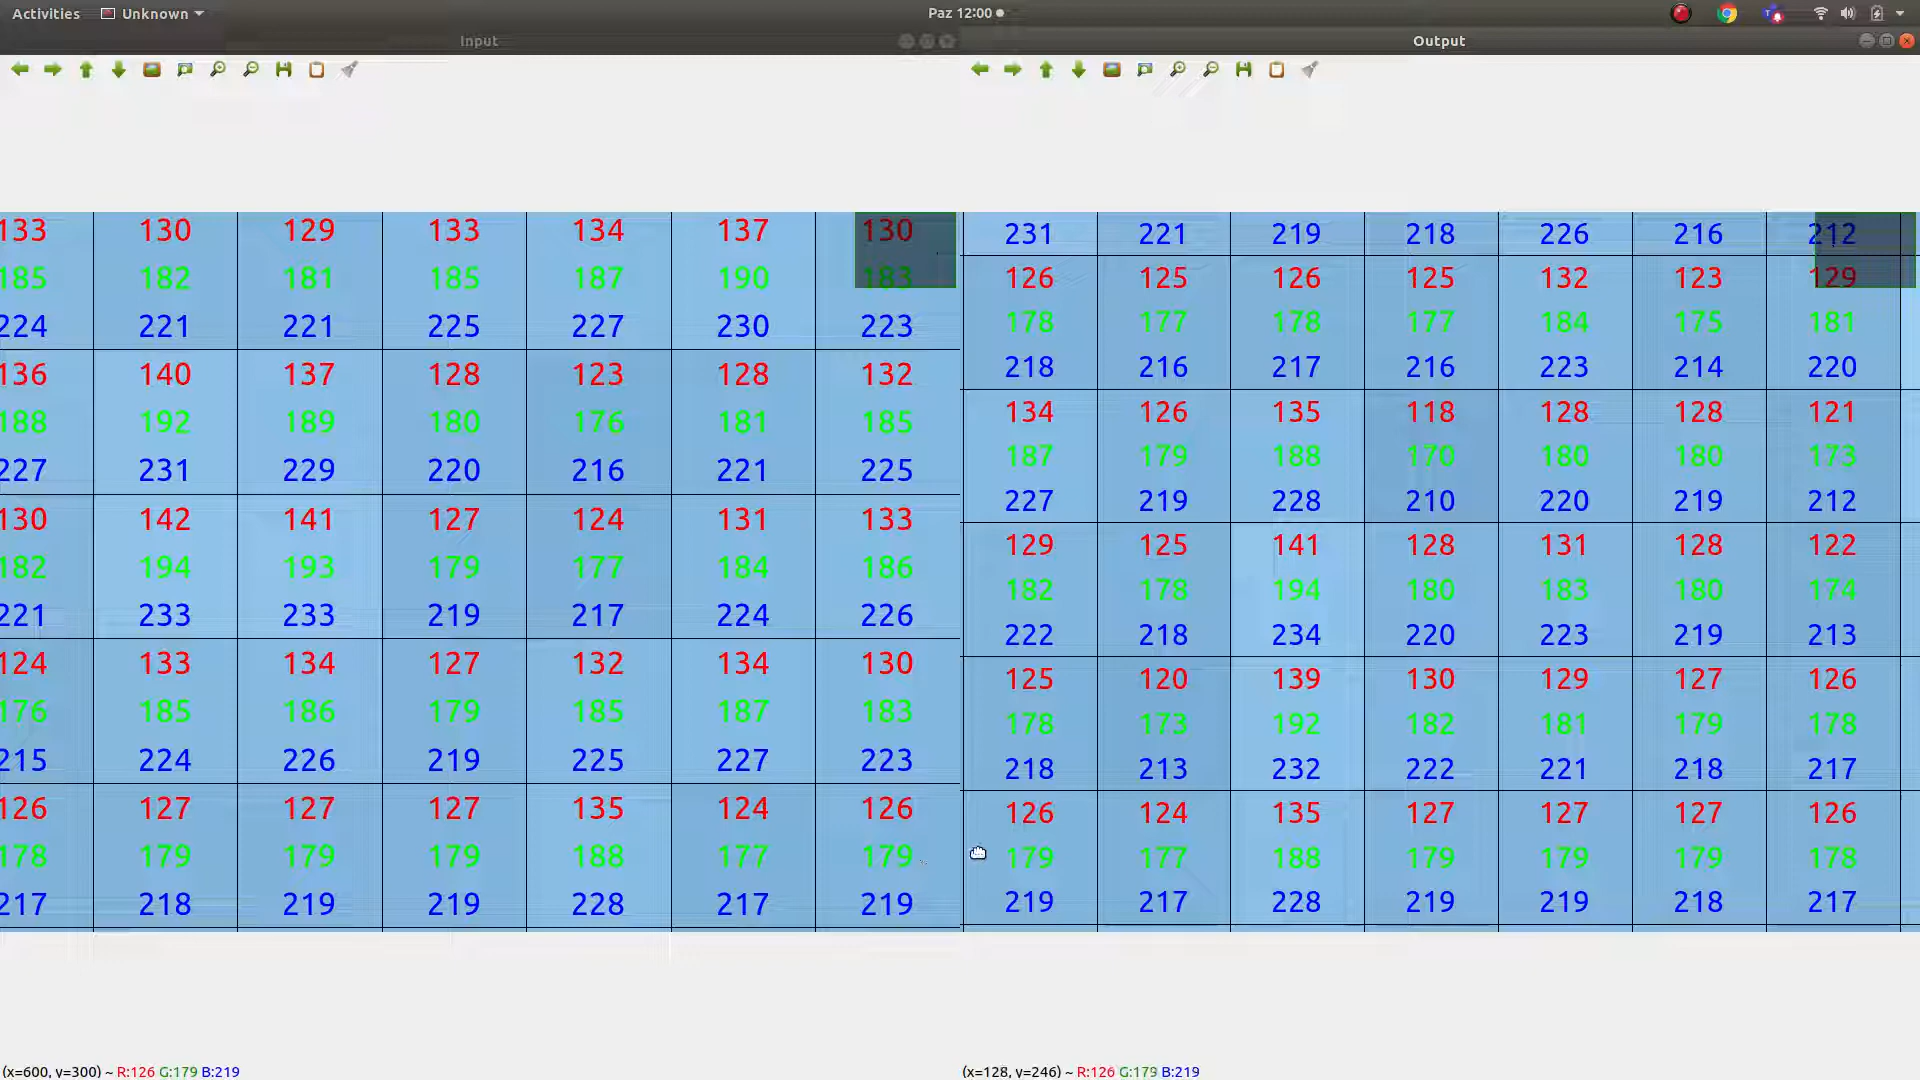 Activities Unknown Paz 12:00
Input Output
133 130 129 133 134 137 130
185 182 181 185 187 190 183
224 221 221 225 227 230 223
136 140 137 128 123 128 132
188 192 189 180 176 181 185
227 231 229 220 216 221 225
130 142 141 127 124 131 133
182 194 193 179 177 184 186
221 233 233 219 217 224 226
124 133 134 127 132 134 130
176 185 186 179 185 187 183
215 224 226 219 225 227 223
126 127 127 127 135 124 126
178 179 179 179 188 177 179
217 218 219 219 228 217 219
(x=600, y=300) ~ R:126 G:179 B:219
231 221 219 218 226 216 212
126 125 126 125 132 123 129
178 177 178 177 184 175 181
218 216 217 216 223 214 220
134 126 135 118 128 128 121
187 179 188 170 180 180 173
227 219 228 210 220 219 212
129 125 141 128 131 128 122
182 178 194 180 183 180 174
222 218 234 220 223 219 213
125 120 139 130 129 127 126
178 173 192 182 181 179 178
218 213 232 222 221 218 217
126 124 135 127 127 127 126
179 177 188 179 179 179 178
219 217 228 219 219 218 217
(x=128, y=246) ~ R:126 G:179 B:219